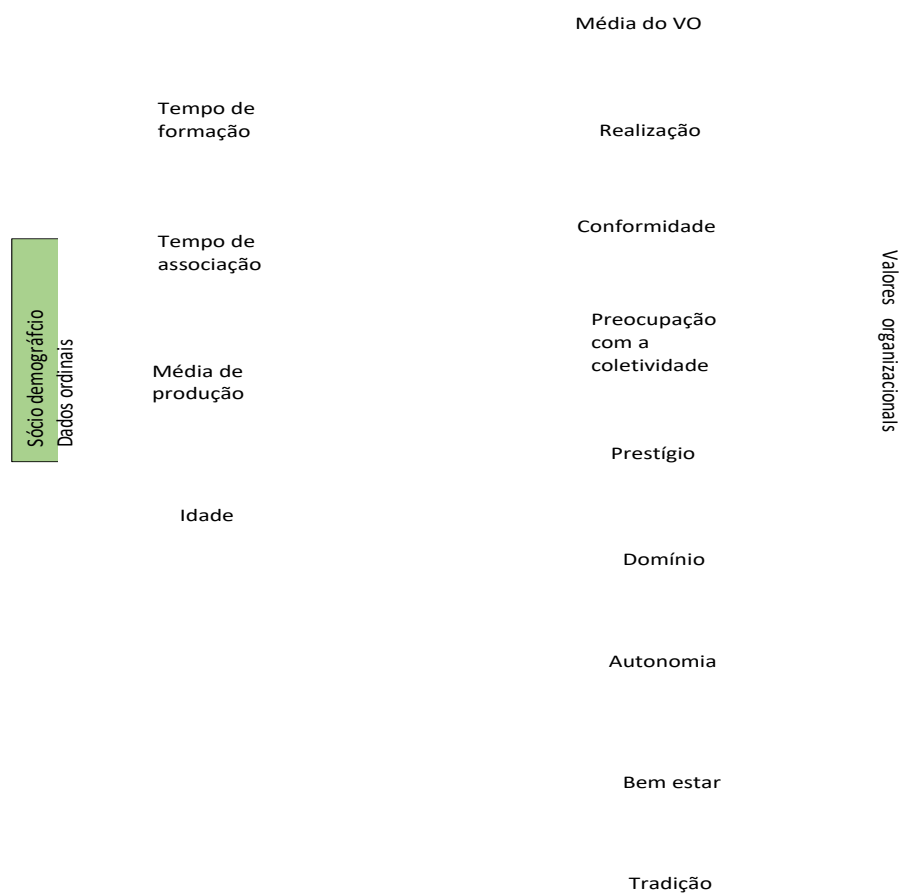 Média do VO
Tempo de
formação
Realização
Conformidade
Tempo de
associação
Sócio demográfcio
Dados ordinais
Média de
produção
Preocupação
com a
coletividade
Valores organizacionals
Prestígio
Idade
Domínio
Autonomia
Bem estar
Tradição